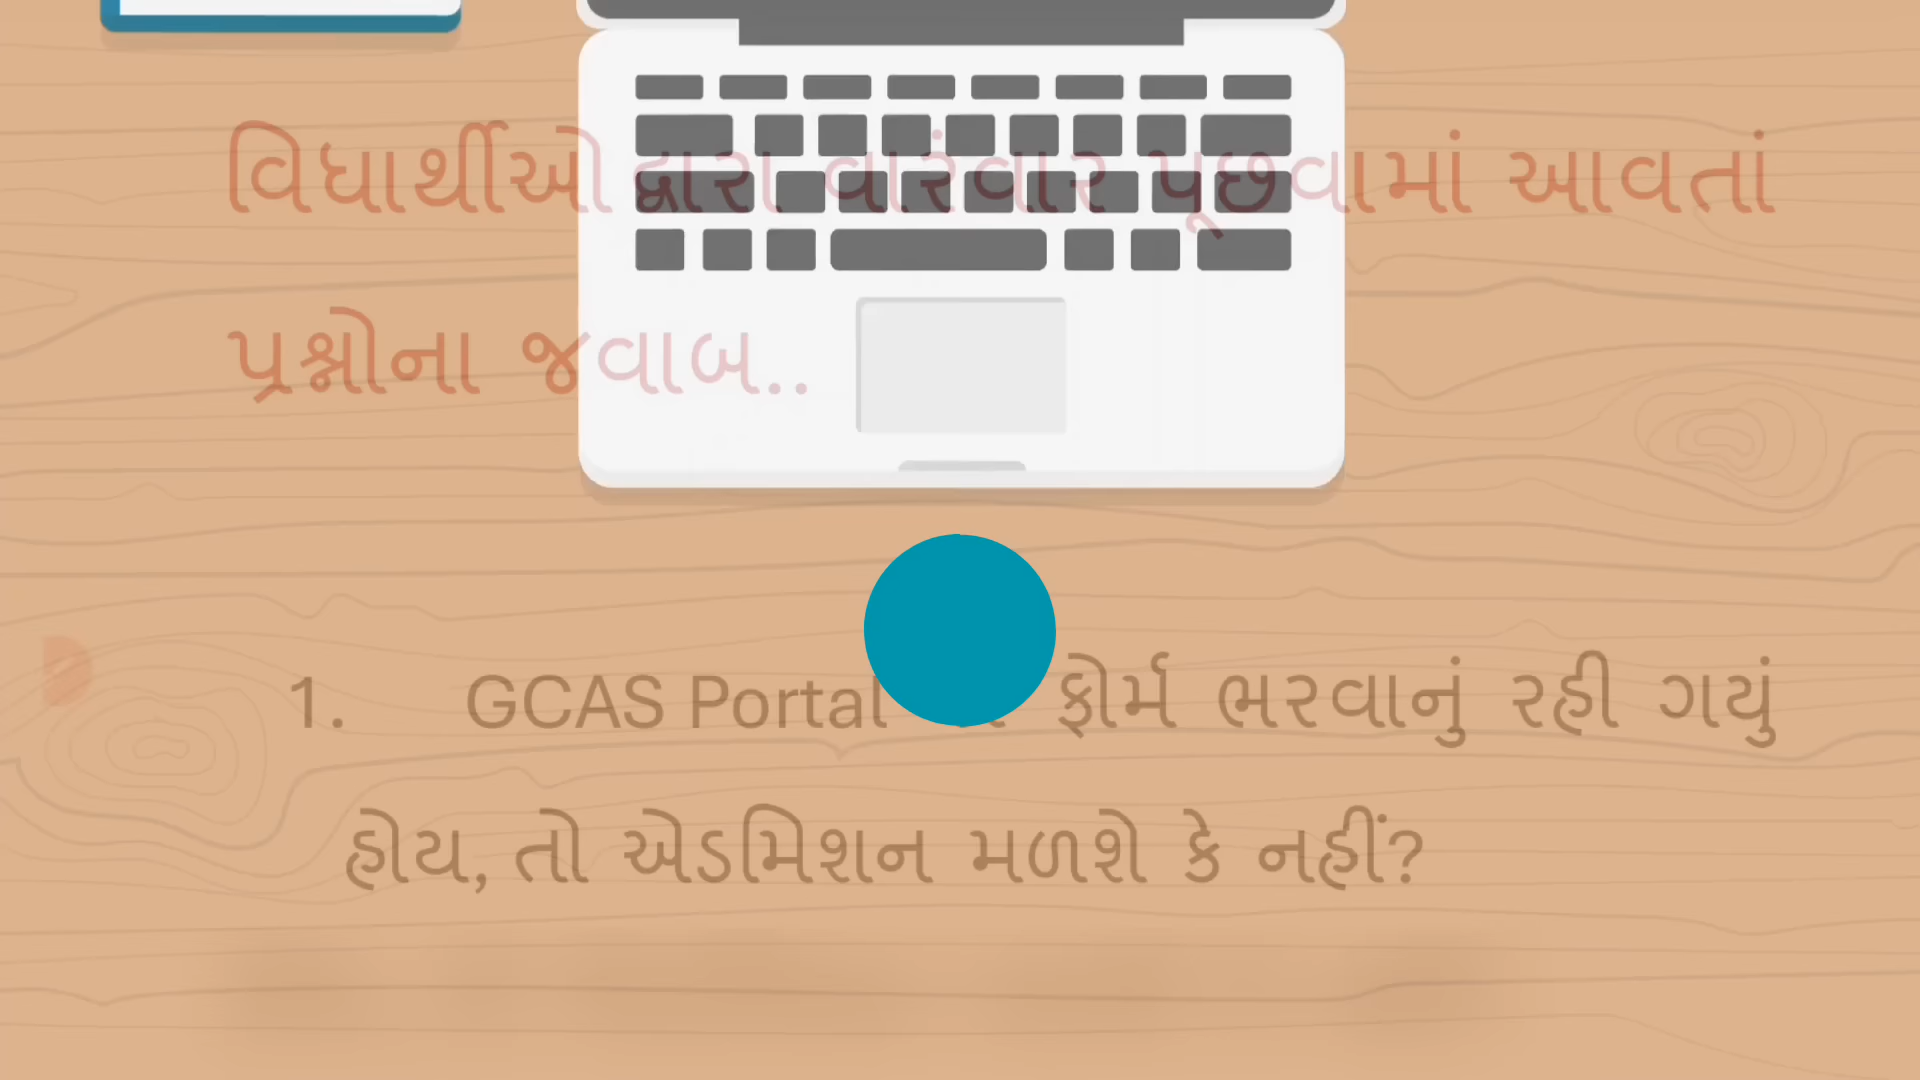 વિદ્યાર્થીઓ દ્વારા વારંવાર પૂછવામાં આવતાં
પ્રશ્નોના જવાબ..
1. GCAS Portal ફોર્મ ભરવાનું રહી ગયું
હોય, તો એડમિશન મળશે કે નહીં?